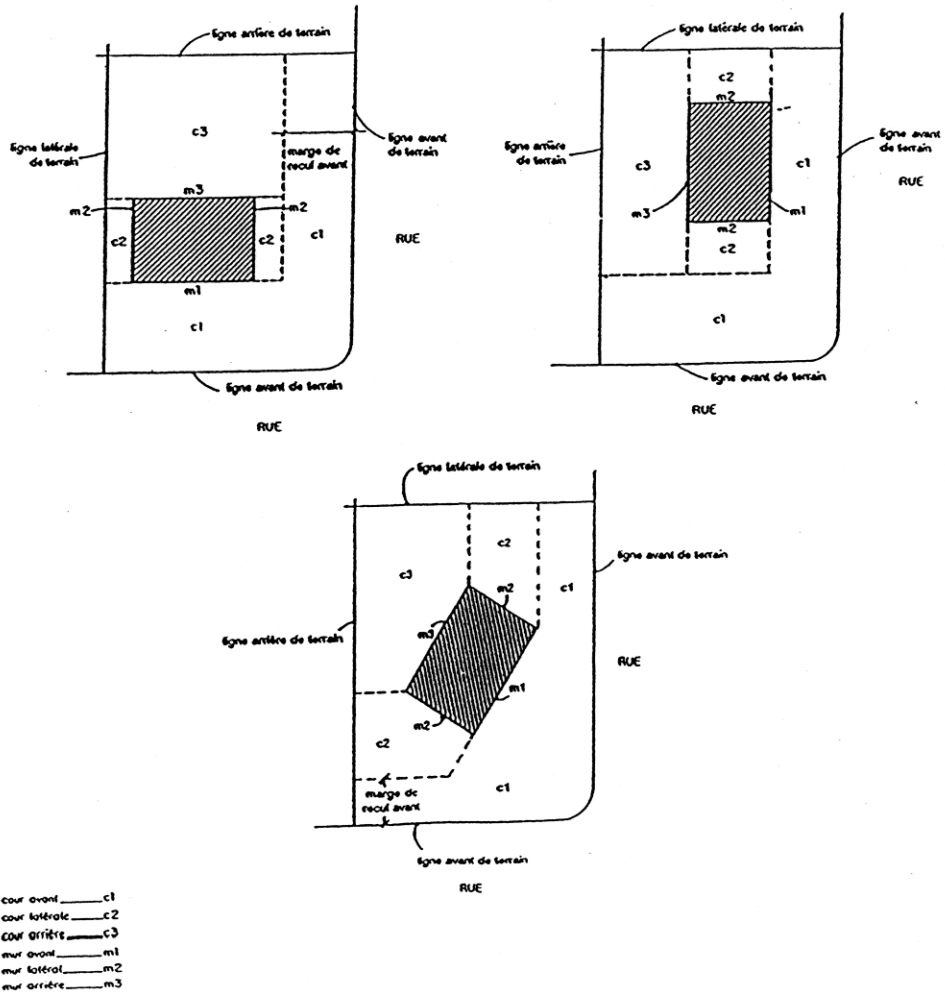 ligne arrière de terrain
c3
ligne latérale
de terrain
ligne avant
de terrain
marge de
recul avant
m3
m2
m2
c2
c2
c1
RUE
m1
c1
ligne avant de terrain
RUE
ligne latérale de terrain
c2
m2
ligne arrière
de terrain
c3
c1
ligne avant
de terrain
RUE
m3
m1
m2
c2
c1
ligne avant de terrain
RUE
ligne latérale de terrain
c2
c3
c1
ligne avant de terrain
m2
m3
ligne arrière de terrain
RUE
m1
m2
c2
marge de
recul avant
c1
ligne avant de terrain
RUE
cour avant c1
cour latérale c2
cour arrière c3
mur avant m1
mur latéral m2
mur arrière m3